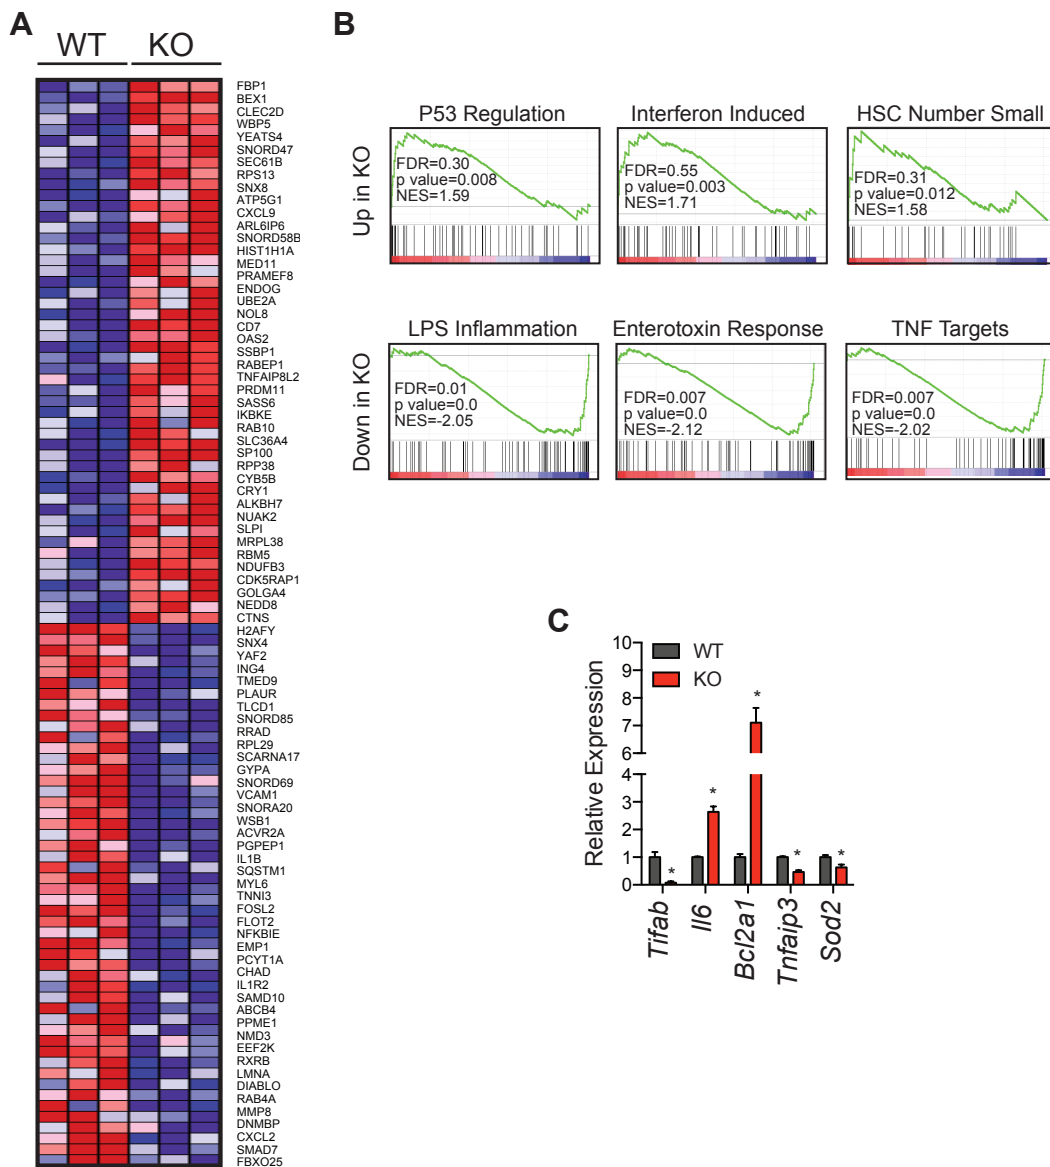 A
WT KO
FBP1
BEX1
CLEC2D
WBP5
YEATS4
SNORD47
SEC61B
RPS13
SNX8
ATP5G1
CXCL9
ARL6IP6
SNORD58B
HIST1H1A
MED11
PRAMEF8
ENDOG
UBE2A
NOL8
CD7
OAS2
SSBP1
RABEP1
TNFAIP8L2
PRDM11
SASS6
IKBKE
RAB10
SLC36A4
SP100
RPP38
CYB5B
CRY1
ALKBH7
NUAK2
SLPI
MRPL38
RBM5
NDUFB3
CDK5RAP1
GOLGA4
NEDD8
CTNS
H2AFY
SNX4
YAF2
ING4
TMED9
PLAUR
TLCD1
SNORD85
RRAD
RPL29
SCARNA17
GYPA
SNORD69
VCAM1
SNORA20
WSB1
ACVR2A
PGPEP1
IL1B
SQSTM1
MYL6
TNNI3
FOSL2
FLOT2
NFKBIE
EMP1
PCYT1A
CHAD
IL1R2
SAMD10
ABCB4
PPME1
NMD3
EEF2K
RXRB
LMNA
DIABLO
RAB4A
MMP8
DNMBP
CXCL2
SMAD7
FBXO25
B
Up in KO
P53 Regulation
FDR=0.30
p value=0.008
NES=1.59
Interferon Induced
FDR=0.55
p value=0.003
NES=1.71
HSC Number Small
FDR=0.31
p value=0.012
NES=1.58
Down in KO
LPS Inflammation
FDR=0.01
p value=0.0
NES=-2.05
Enterotoxin Response
FDR=0.007
p value=0.0
NES=-2.12
TNF Targets
FDR=0.007
p value=0.0
NES=-2.02
C
Relative Expression
10
9
8
7
6
4
3
2
1
0
WT
KO
*
*
*
*
*
Tifab
Il6
Bcl2a1
Tnfaip3
Sod2